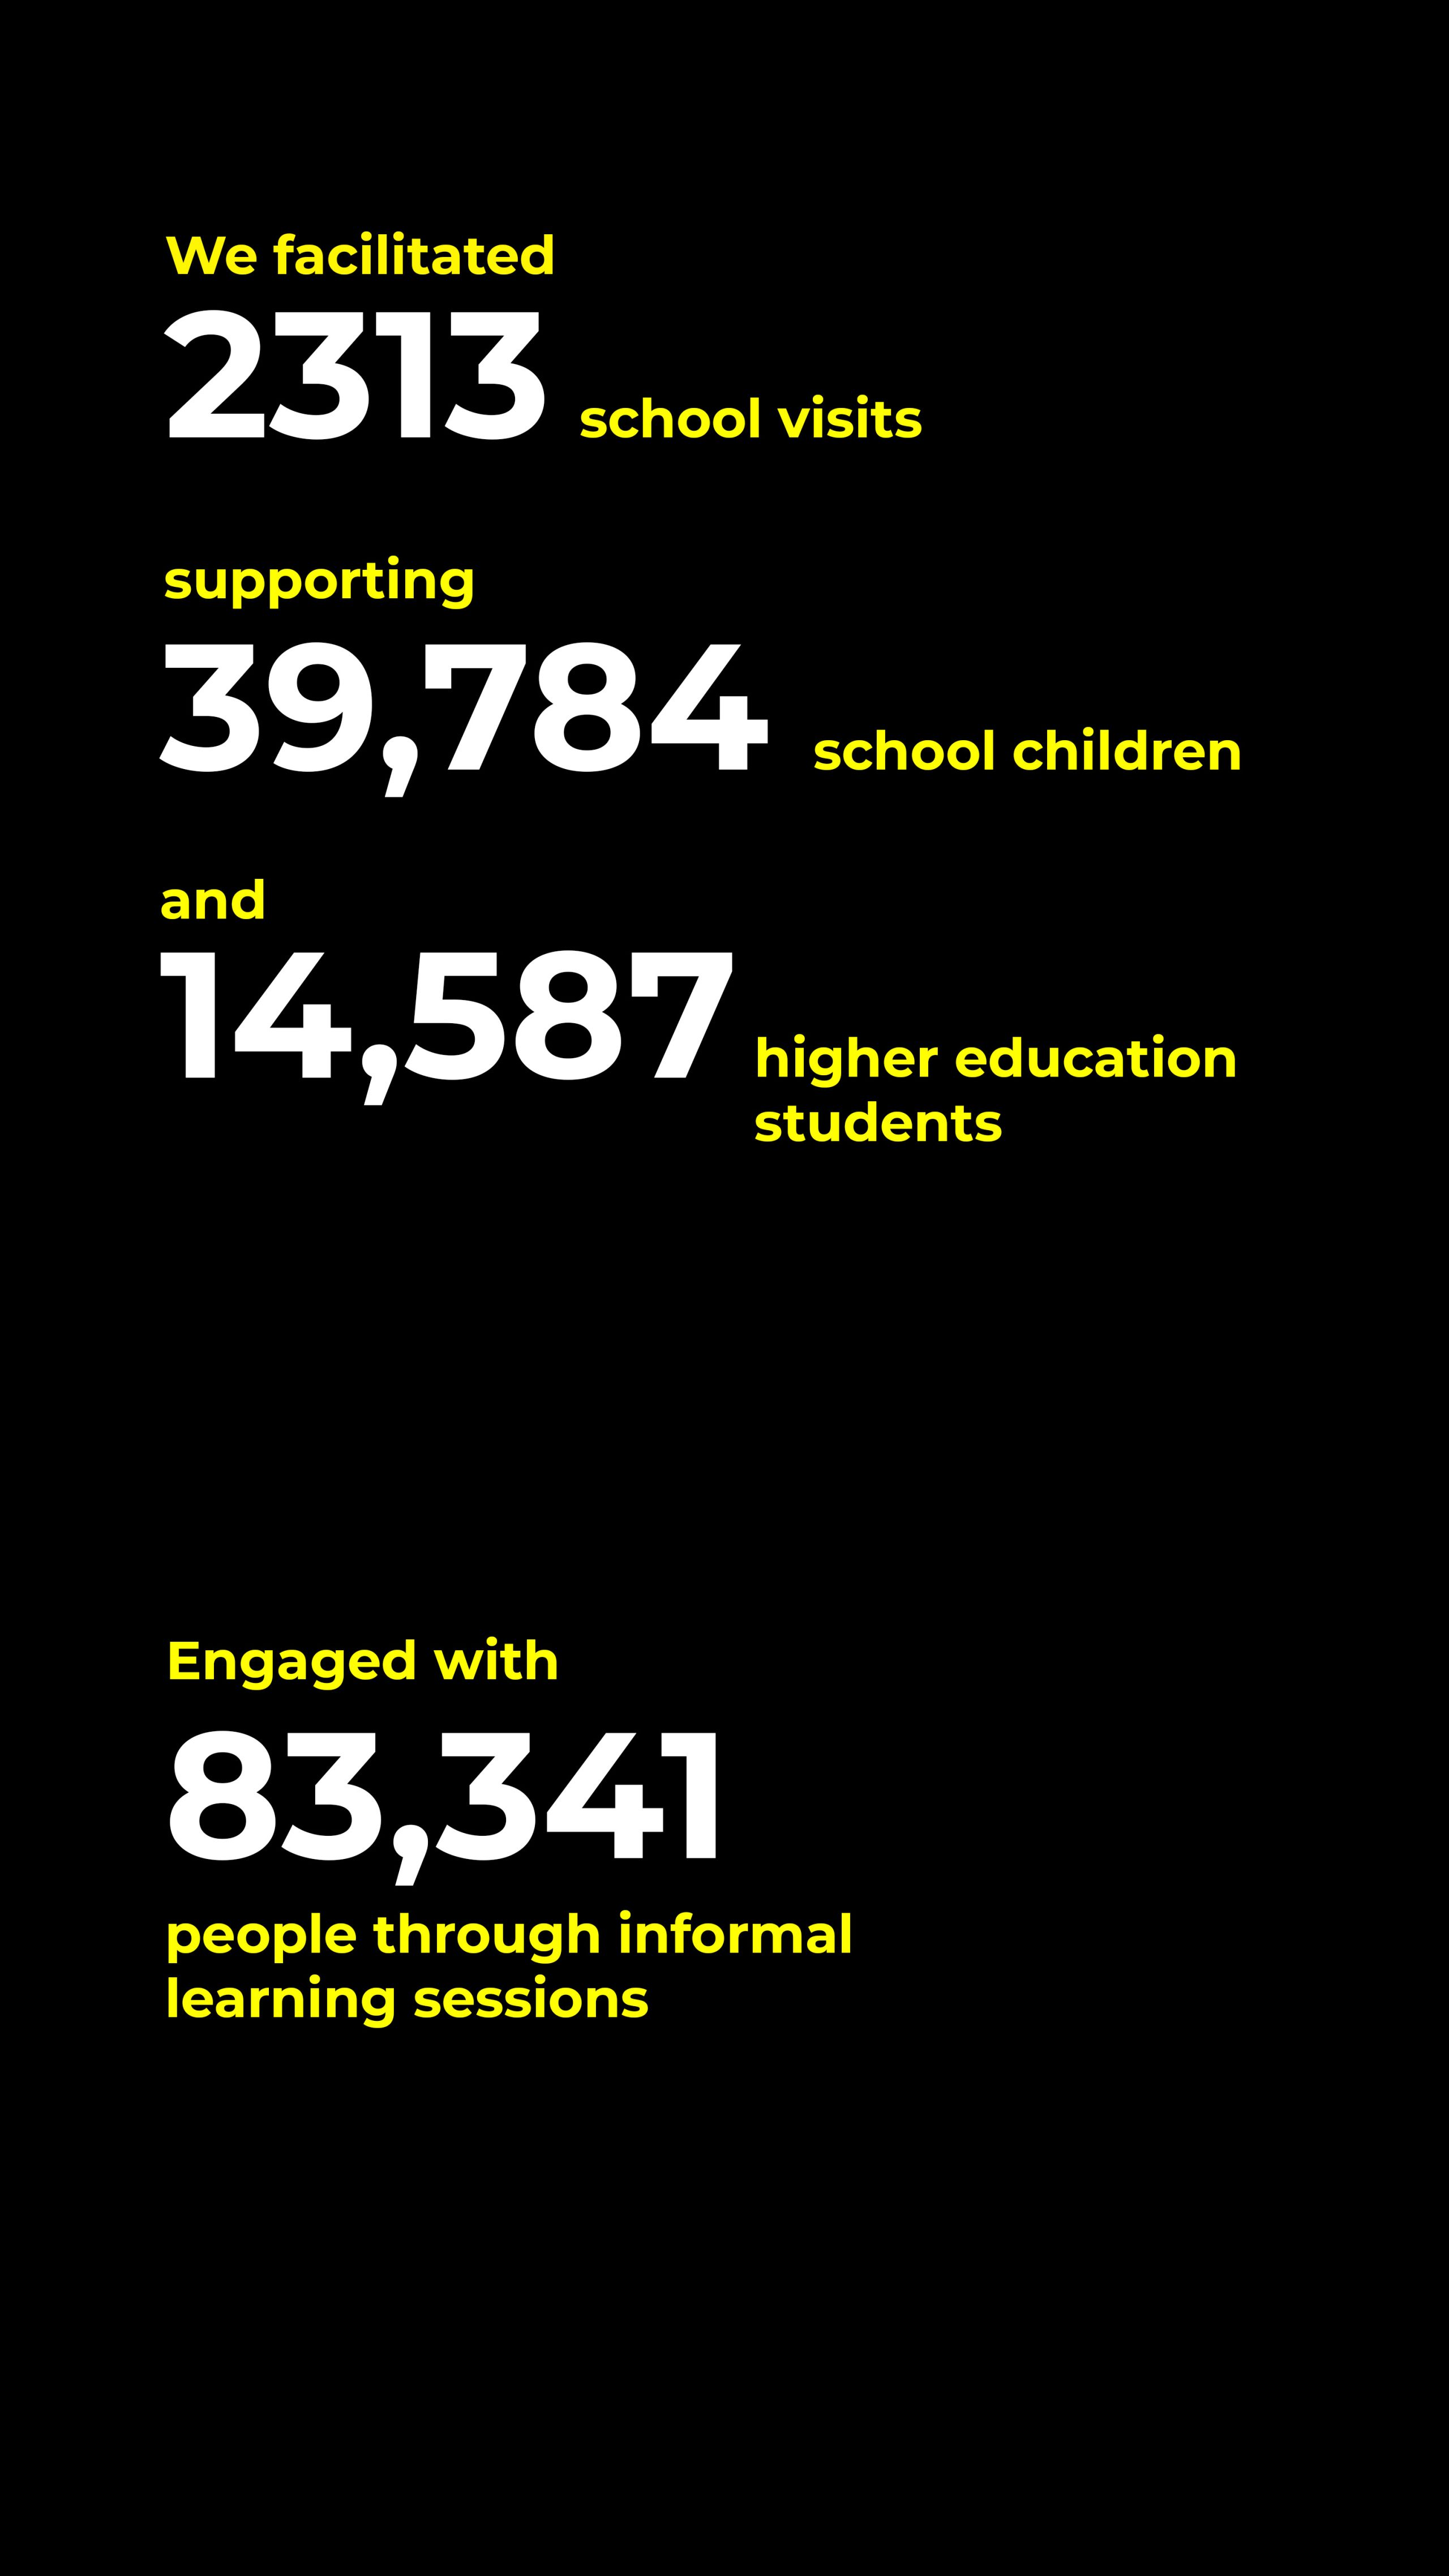 We facilitated
2313 school visits
supporting
39,784 school children
and
14,587 higher education
students
Engaged with
83,341
people through informal
learning sessions